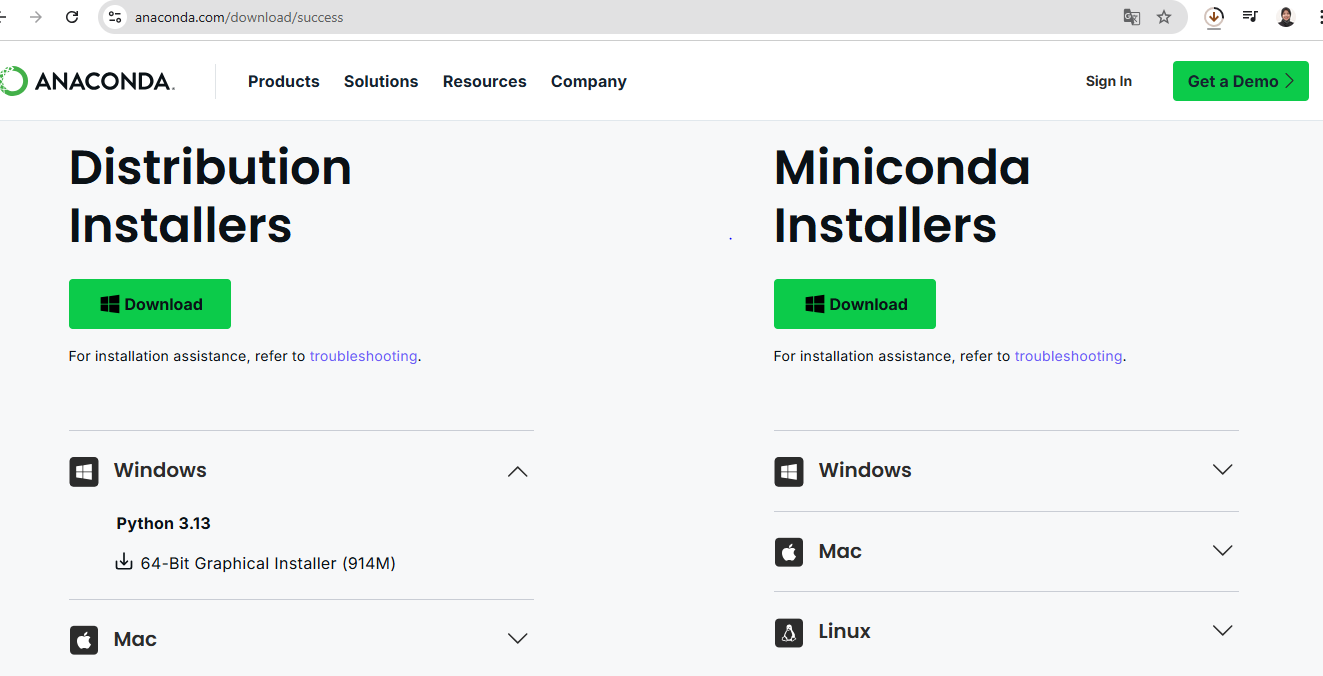 anaconda.com/download/success
ANACONDA.
Products Solutions Resources Company
Sign In
Get a Demo
Distribution
Installers
Download
For installation assistance, refer to troubleshooting.
Windows
Python 3.13
64-Bit Graphical Installer (914M)
Mac
Miniconda
Installers
Download
For installation assistance, refer to troubleshooting.
Windows
Mac
Linux